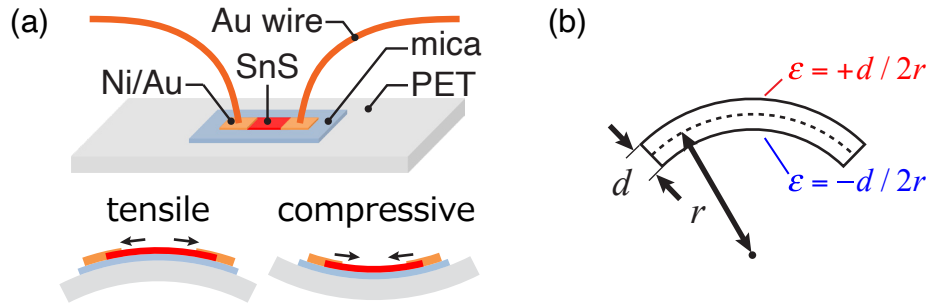 (a)
Au wire
SnS
mica
Ni/Au
PET
tensile
compressive
(b)
ε = +d / 2r
d
r
ε = −d / 2r